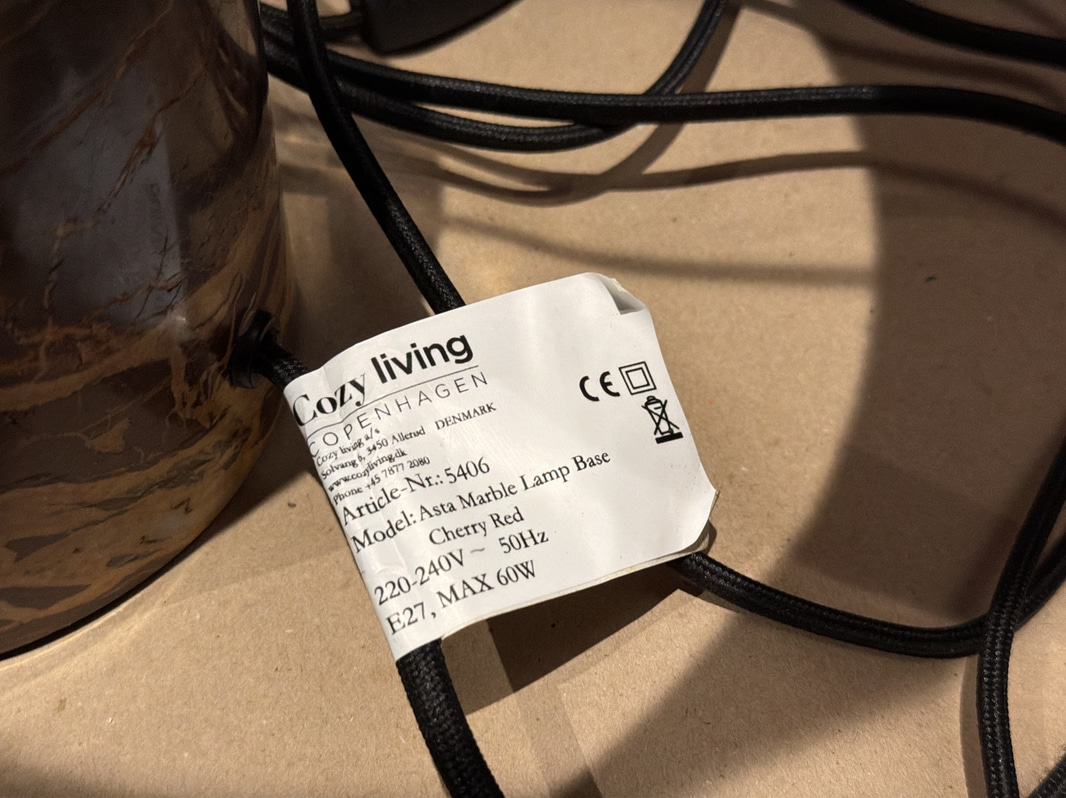 Cozy living
COPENHAGEN
Cozy living a/s
Solvang 6, 3450 Allerud DENMARK
www.cozyliving.dk
Phone +45 7877 2080
Article-Nr.: 5406
Model: Asta Marble Lamp Base
Cherry Red
220-240V ~ 50Hz
E27, MAX 60W
CE